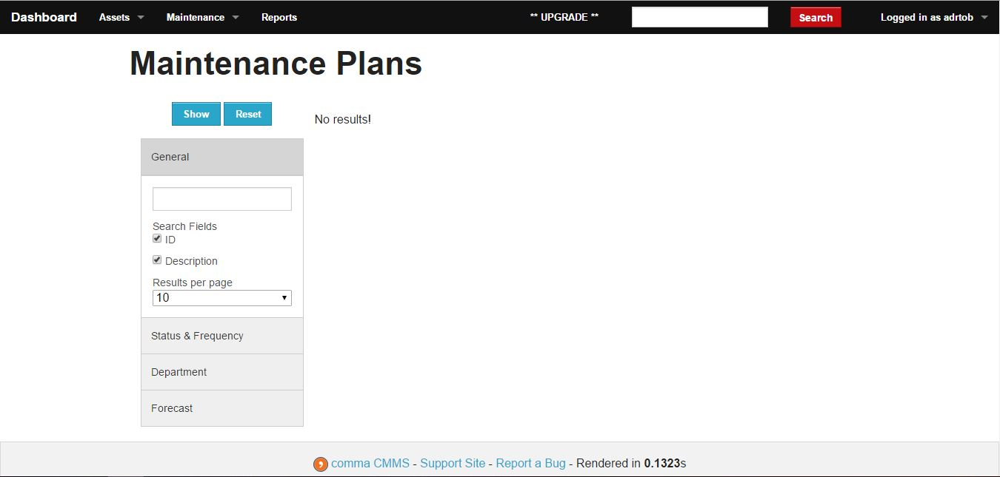 Dashboard Assets Maintenance Reports ** UPGRADE ** Search Logged in as adrtob
Maintenance Plans
Show Reset
No results!
General
Search Fields
ID
Description
Results per page
10
Status & Frequency
Department
Forecast
comma CMMS - Support Site - Report a Bug - Rendered in 0.1323s